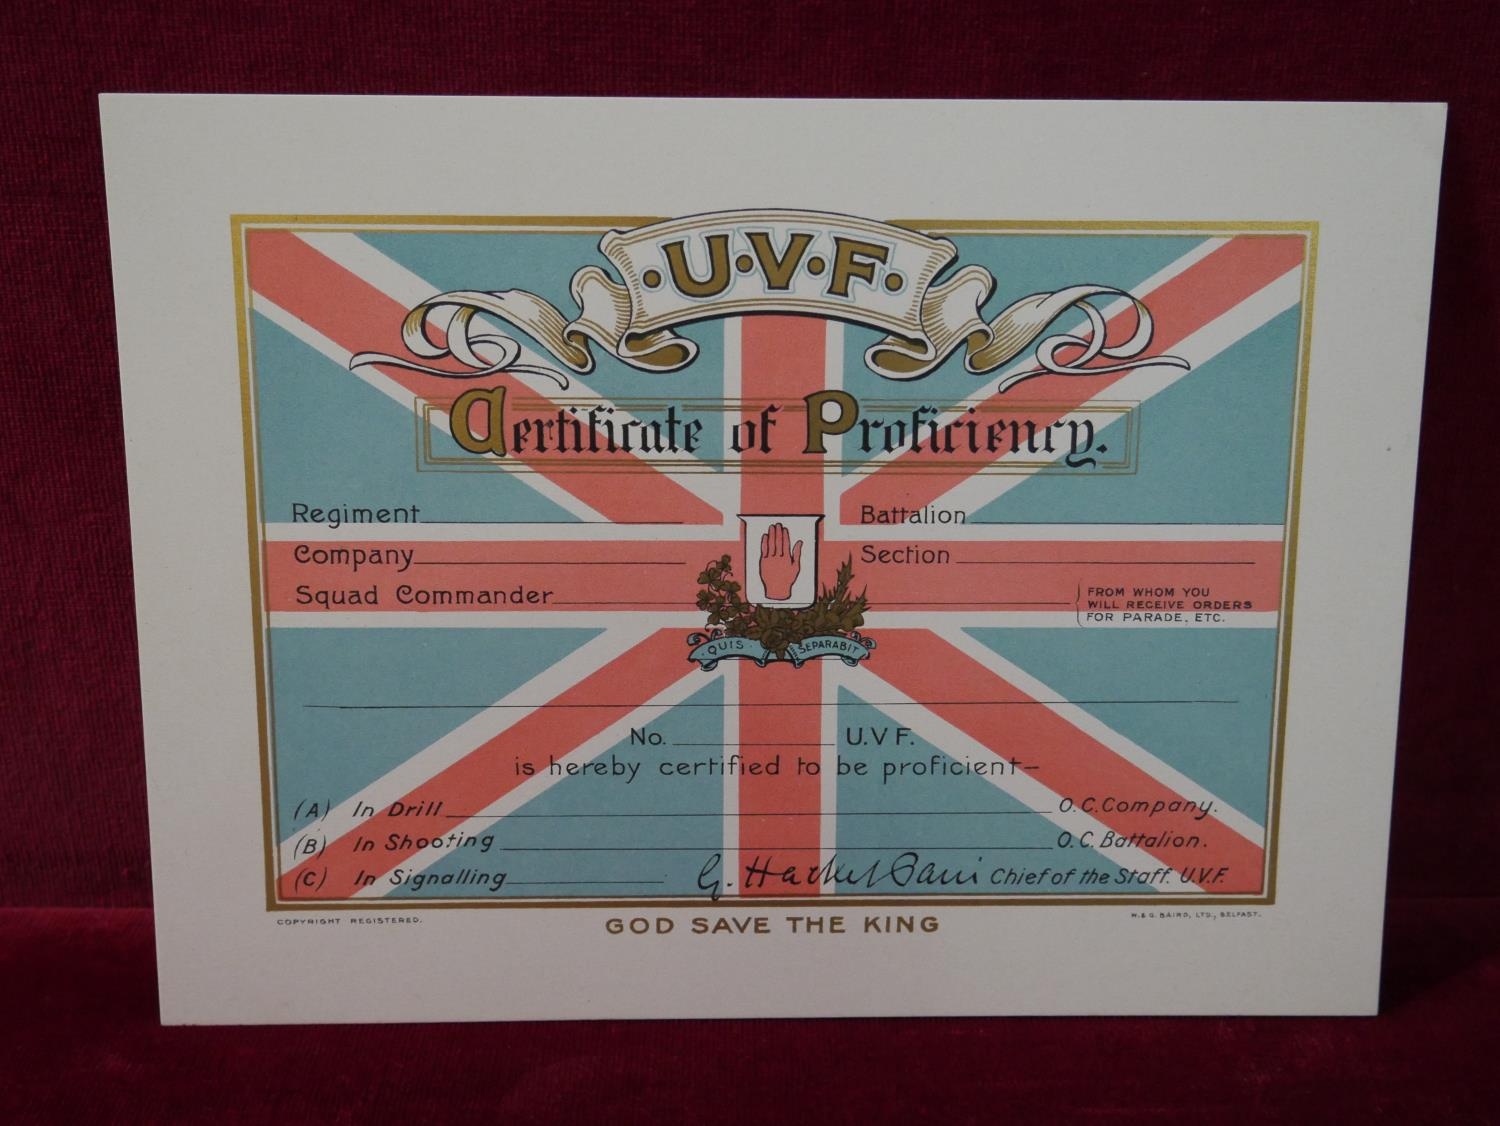 ·U·V·F·
Certificate of Proficiency.
Regiment Battalion
Company Section
Squad Commander FROM WHOM YOU
WILL RECEIVE ORDERS
FOR PARADE, ETC.
·QUIS· SEPARABIT
No. U.V F.
is hereby certified to be proficient—
(A) In Drill O.C.Company.
(B) In Shooting O.C. Battalion.
(C) In Signalling G. Hacket Pain Chief of the Staff. U.V.F.
COPYRIGHT REGISTERED. GOD SAVE THE KING W. & G. BAIRD, LTD., BELFAST.